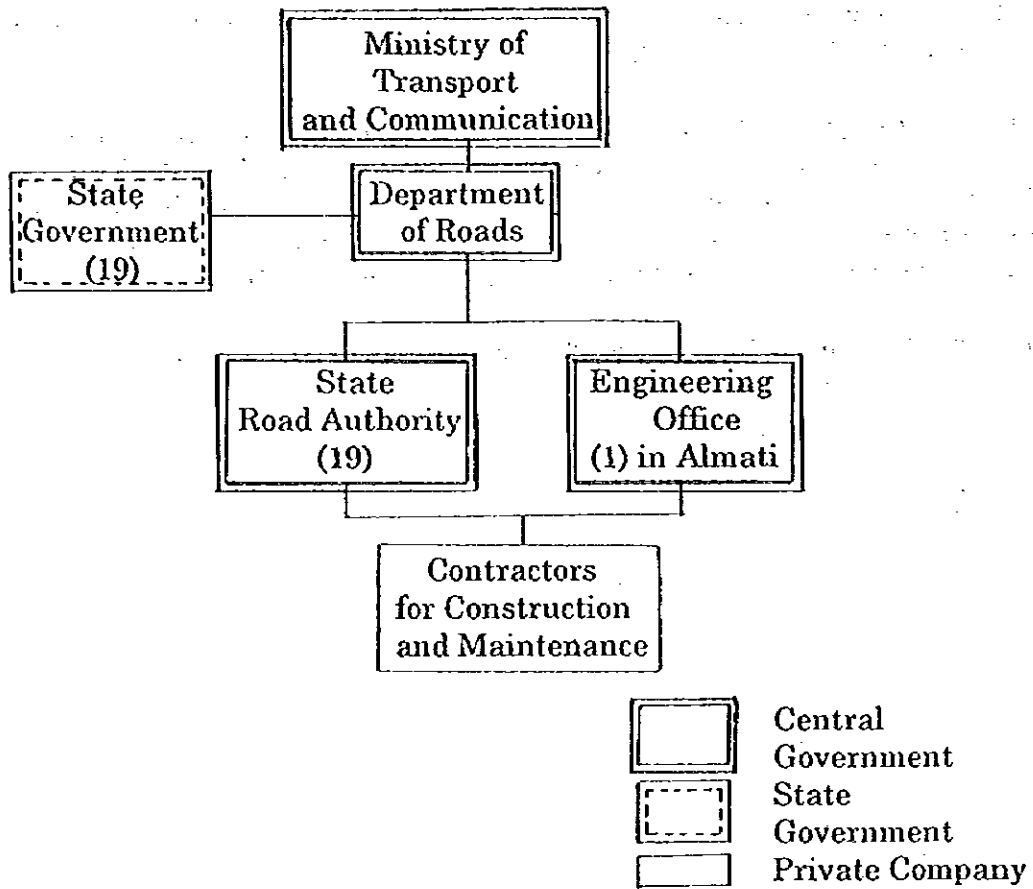 Ministry of
Transport
and Communication
State
Government
(19)
Department
of Roads
State
Road Authority
(19)
Engineering
Office
(1) in Almati
Contractors
for Construction
and Maintenance
Central
Government
State
Government
Private Company